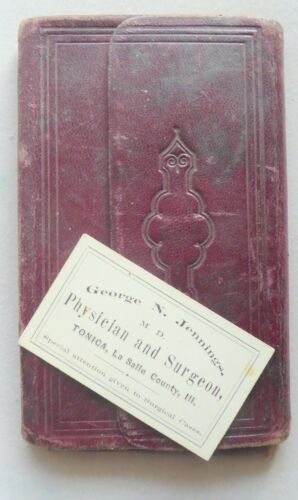 George N. Jennings,
M D
Physician and Surgeon,
TONICA, La Salle County, Ill.
Special attention given to Surgical Cases.